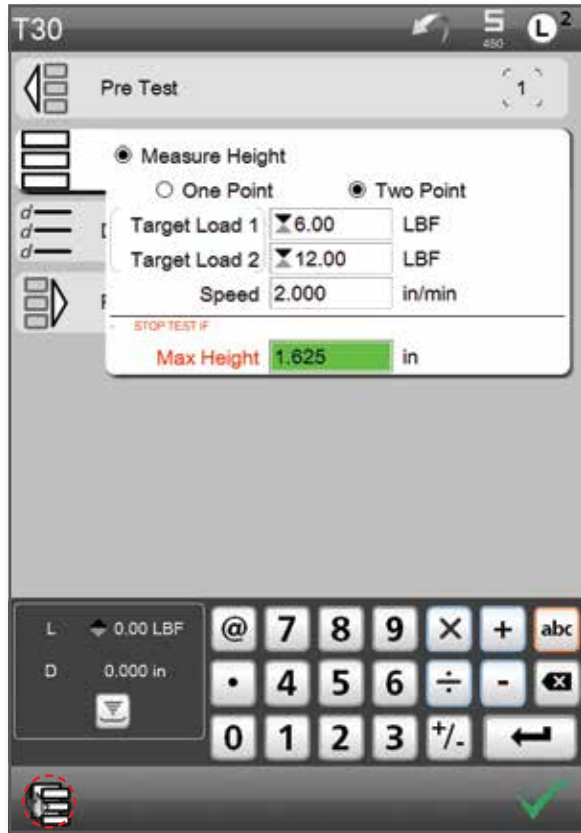 T30
S
450
L 2
Pre Test
1
Measure Height
One Point Two Point
Target Load 1 6.00 LBF
Target Load 2 12.00 LBF
Speed 2.000 in/min
STOP TEST IF
Max Height 1.625 in
d
d
d
L 0.00 LBF
D 0.000 in
@ 7 8 9 × + abc
. 4 5 6 ÷ -
0 1 2 3 +/-